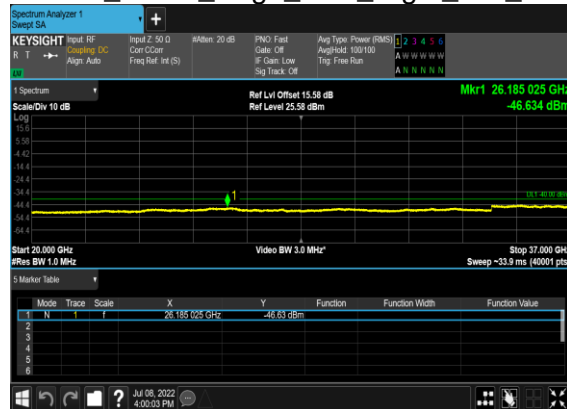 Spectrum Analyzer 1
Swept SA
KEYSIGHT Input: RF Input Z: 50 Ω #Atten: 20 dB PNO: Fast Avg Type: Power (RMS) 1 2 3 4 5 6
R T Coupling: DC Corr CCorr Gate: Off Avg|Hold: 100/100 A W W W W W
Align: Auto Freq Ref: Int (S) IF Gain: Low Trig: Free Run
Sig Track: Off A N N N N N
1 Spectrum
Ref Lvl Offset 15.58 dB Mkr1 26.185 025 GHz
Scale/Div 10 dB Ref Level 25.58 dBm -46.634 dBm
Log
15.6
5.58
-4.42
-14.4
-24.4
-34.4
-44.4
-54.4
-64.4
1
Start 20.000 GHz Video BW 3.0 MHz* Stop 37.000 GHz
#Res BW 1.0 MHz Sweep ~33.9 ms (40001 pts)
5 Marker Table
Mode Trace Scale X Y Function Function Width Function Value
1 N 1 f 26.185 025 GHz -46.63 dBm
2
3
4
5
6
? Jul 08, 2022
4:00:03 PM